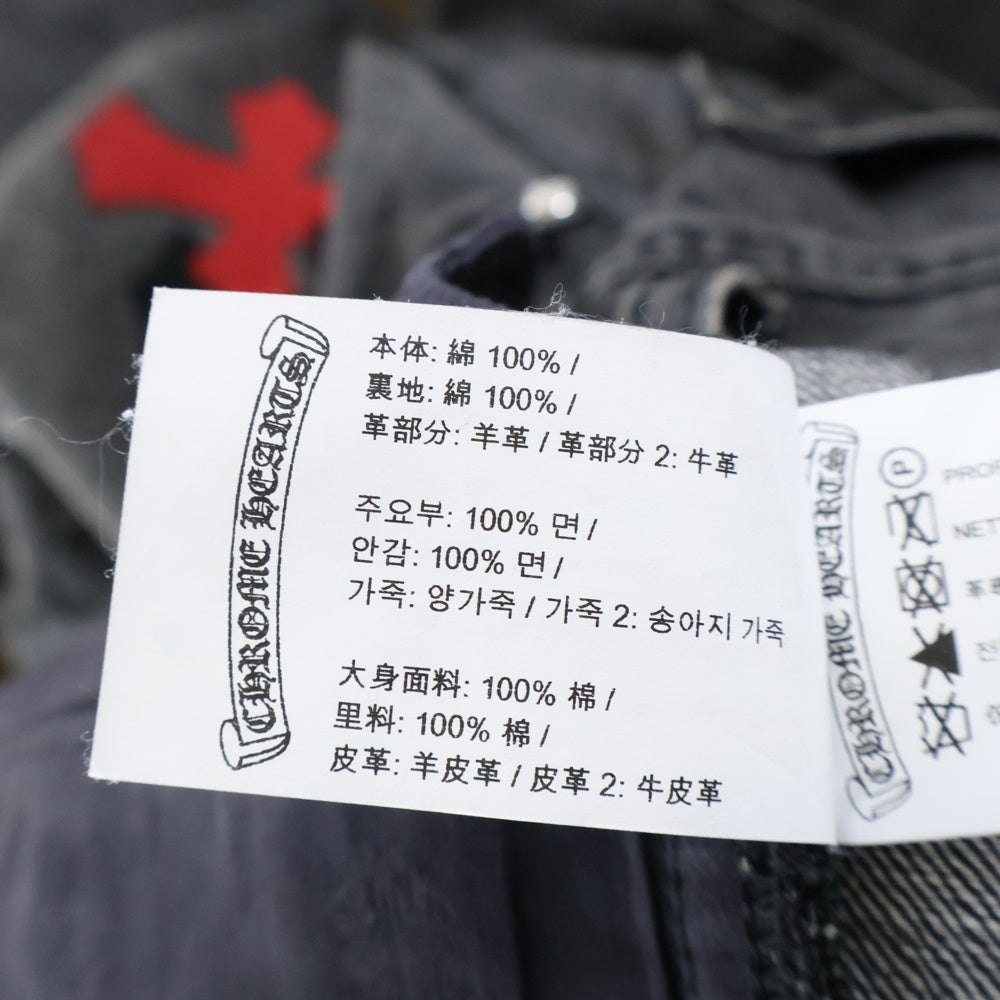 CHROME HEARTS
本体: 綿 100% /
裏地: 綿 100% /
革部分: 羊革 / 革部分 2: 牛革
주요부: 100% 면 /
안감: 100% 면 /
가죽: 양가죽 / 가죽 2: 송아지 가죽
大身面料: 100% 棉 /
里料: 100% 棉 /
皮革: 羊皮革 / 皮革 2: 牛皮革
CHROME HEARTS
P